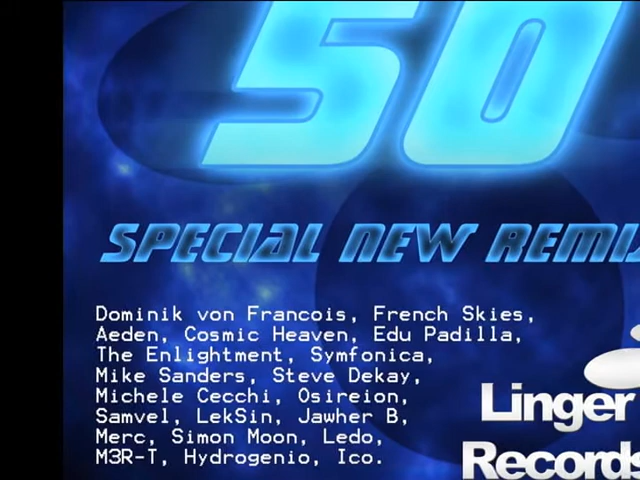 50
SPECIAL NEW REMIX
Dominik von Francois, French Skies,
Aeden, Cosmic Heaven, Edu Padilla,
The Enlightment, Symfonica,
Mike Sanders, Steve Dekay,
Michele Cecchi, Osireion,
Samvel, LekSin, Jawher B,
Merc, Simon Moon, Ledo,
M3R-T, Hydrogenio, Ico.
Linger
Records